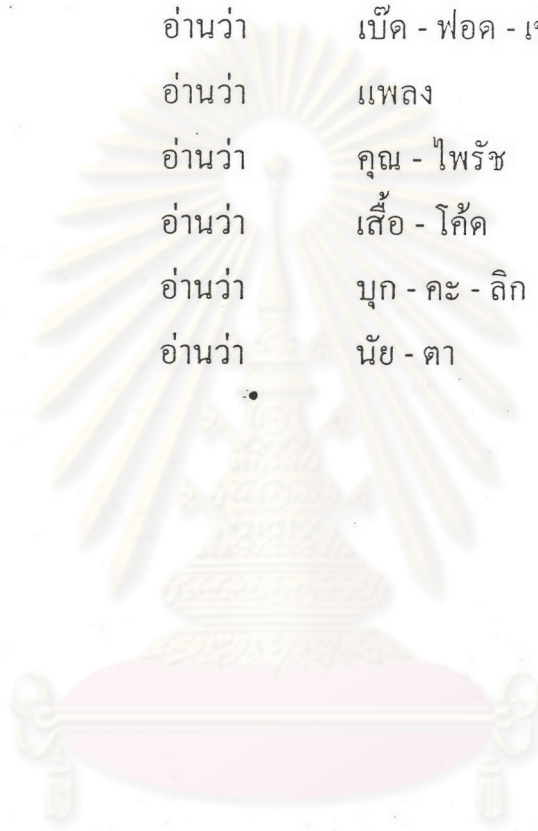 อ่านว่า เบ๊ด - ฟอด -
อ่านว่า แพลง
อ่านว่า คุณ - ไพรัช
อ่านว่า เสื้อ - โค้ด
อ่านว่า บุก - คะ - ลิก
อ่านว่า นัย - ตา